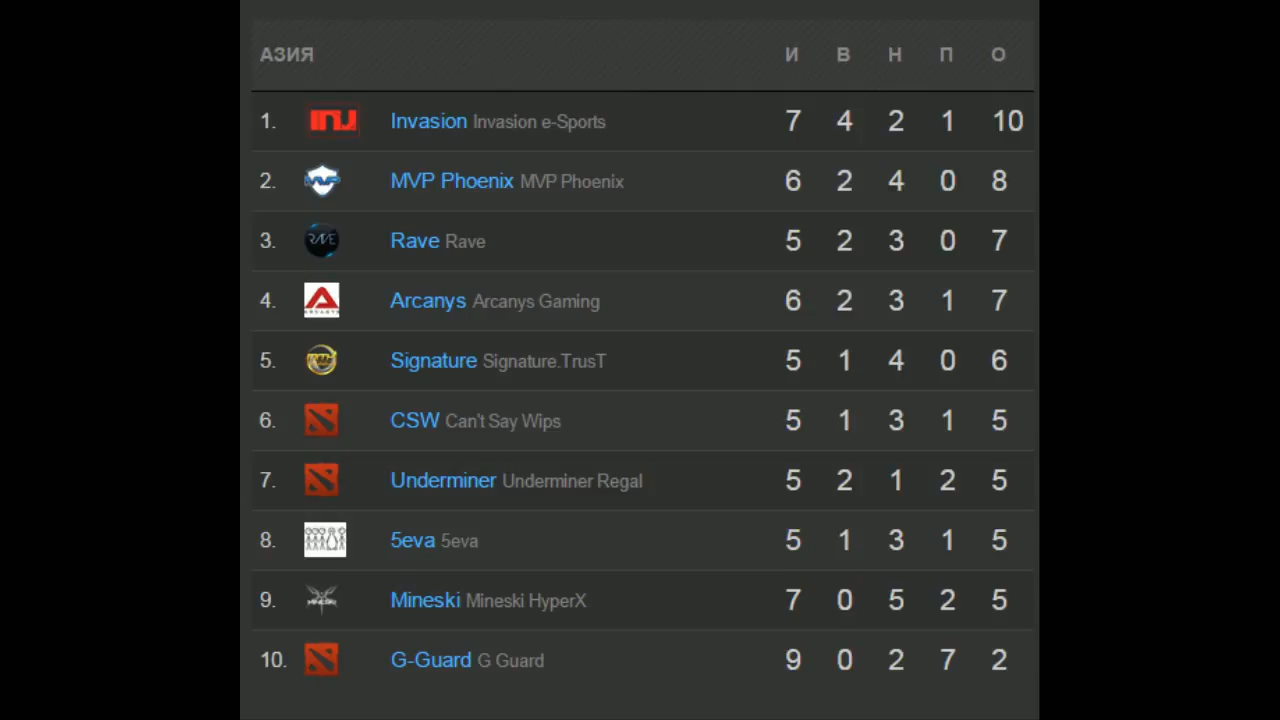 АЗИЯ И В Н П О
1. INJ Invasion Invasion e-Sports 7 4 2 1 10
2. MVP MVP Phoenix MVP Phoenix 6 2 4 0 8
3. RAVE Rave Rave 5 2 3 0 7
4. ARCANYS Arcanys Arcanys Gaming 6 2 3 1 7
5. Signature Signature.TrusT 5 1 4 0 6
6. CSW Can't Say Wips 5 1 3 1 5
7. Underminer Underminer Regal 5 2 1 2 5
8. 5eva 5eva 5 1 3 1 5
9. Mineski Mineski HyperX 7 0 5 2 5
10. G-Guard G Guard 9 0 2 7 2